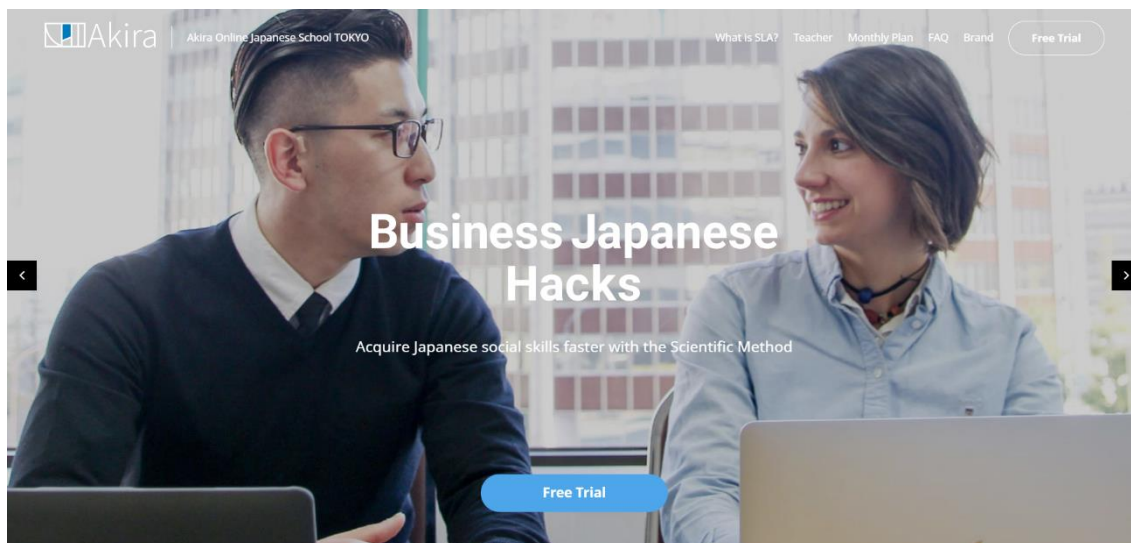 Akira
Akira Online Japanese School TOKYO
What is SLA? Teacher Monthly Plan FAQ Brand Free Trial
Business Japanese
Hacks
Acquire Japanese social skills faster with the Scientific Method
Free Trial